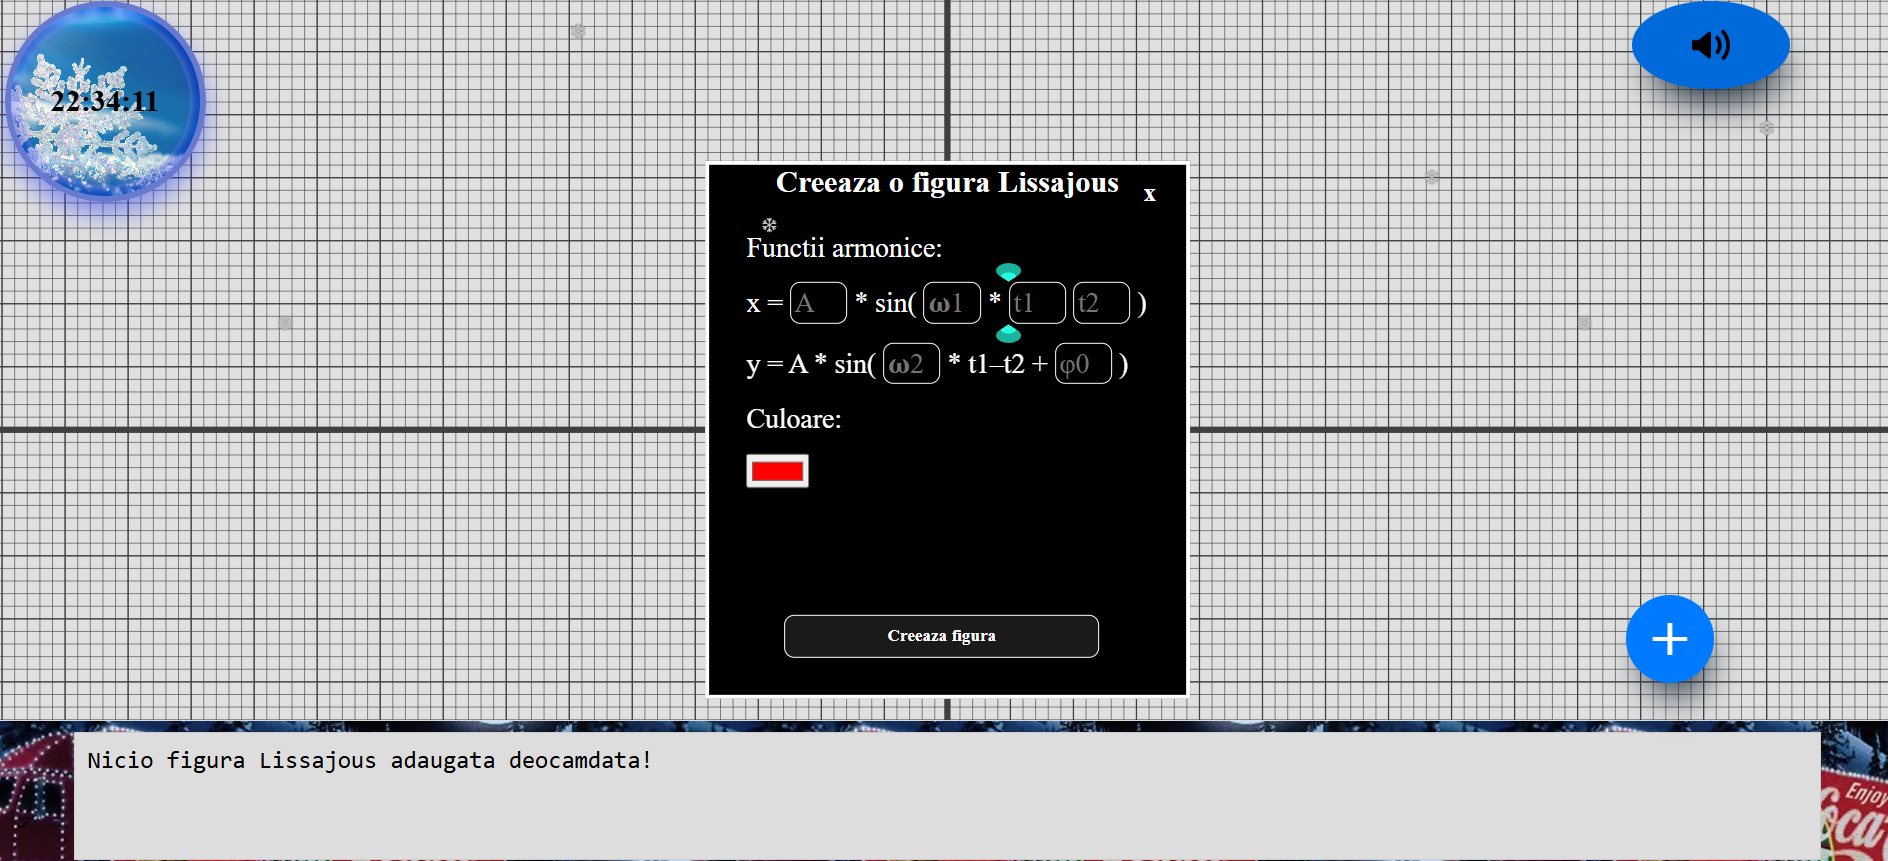 22:34:11
Creeaza o figura Lissajous x
Functii armonice:
x = A * sin( ω1 * t1 t2 )
y = A * sin( ω2 * t1–t2 + φ0 )
Culoare:
Creeaza figura
+
Nicio figura Lissajous adaugata deocamdata!
Enjoy